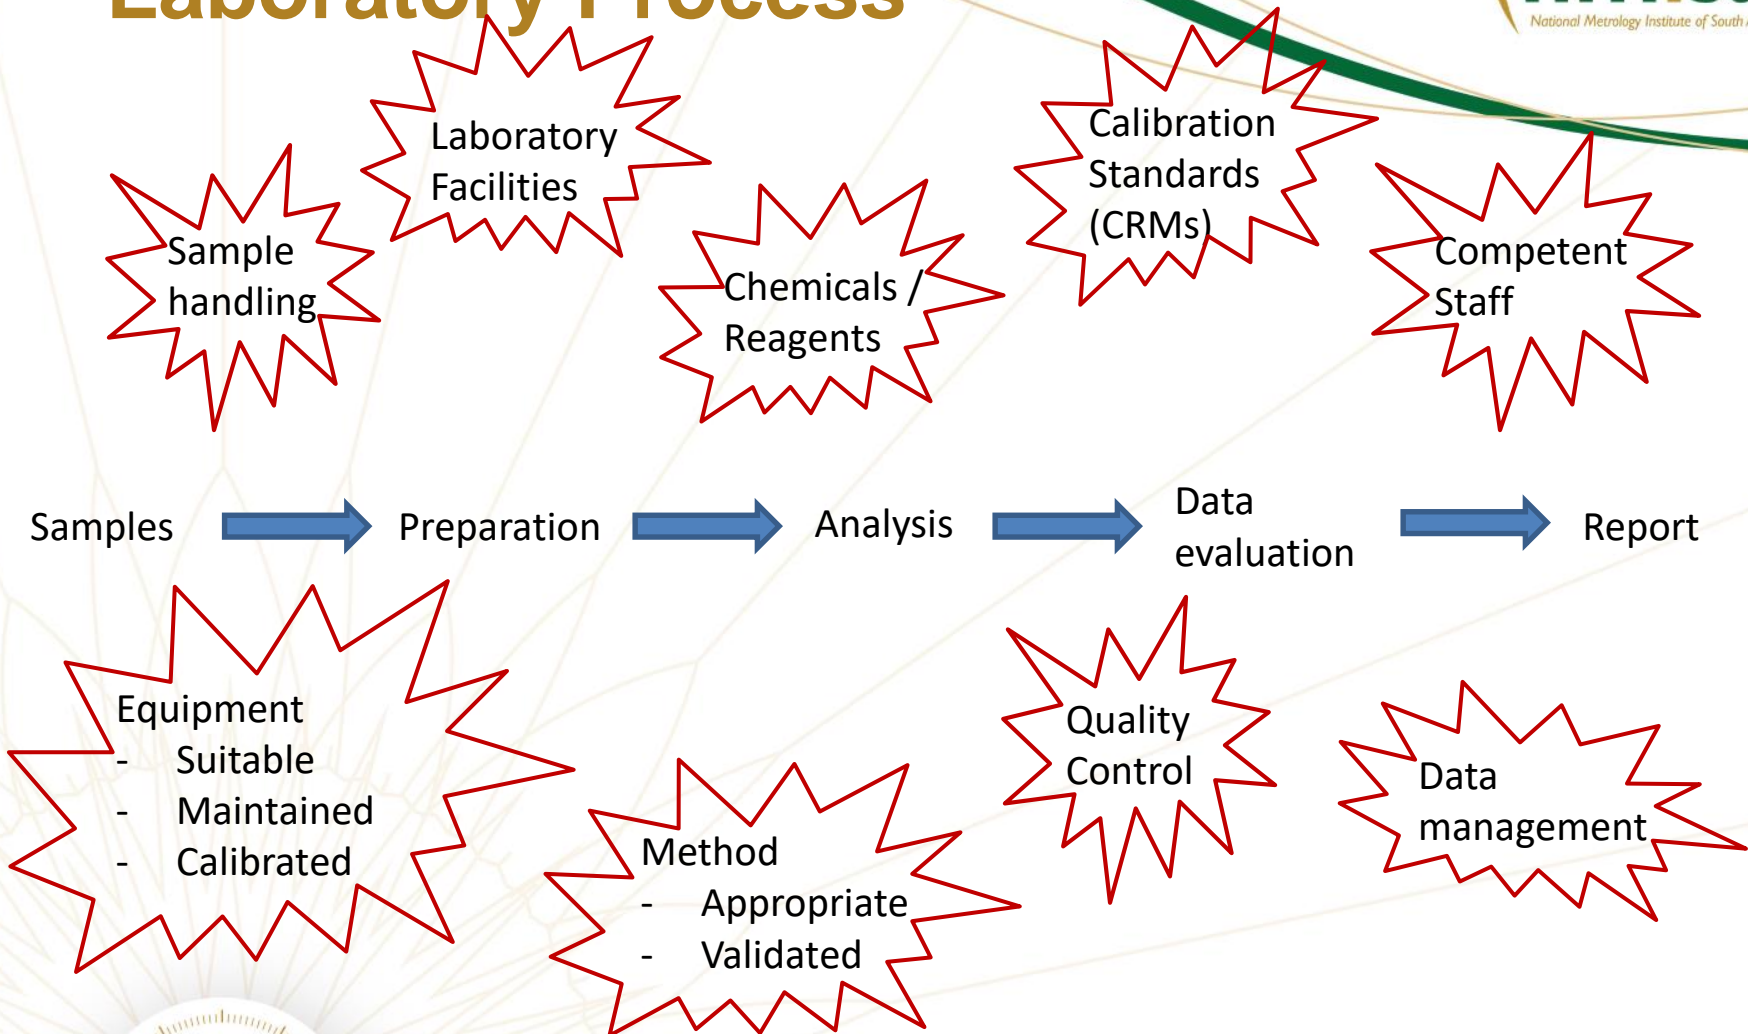 Laboratory Process
National Metrology Institute of South
Laboratory
Facilities
Calibration
Standards
(CRMs)
Sample
handling
Chemicals /
Reagents
Competent
Staff
Samples
Preparation
Analysis
Data
evaluation
Report
Equipment
- Suitable
- Maintained
- Calibrated
Method
- Appropriate
- Validated
Quality
Control
Data
management